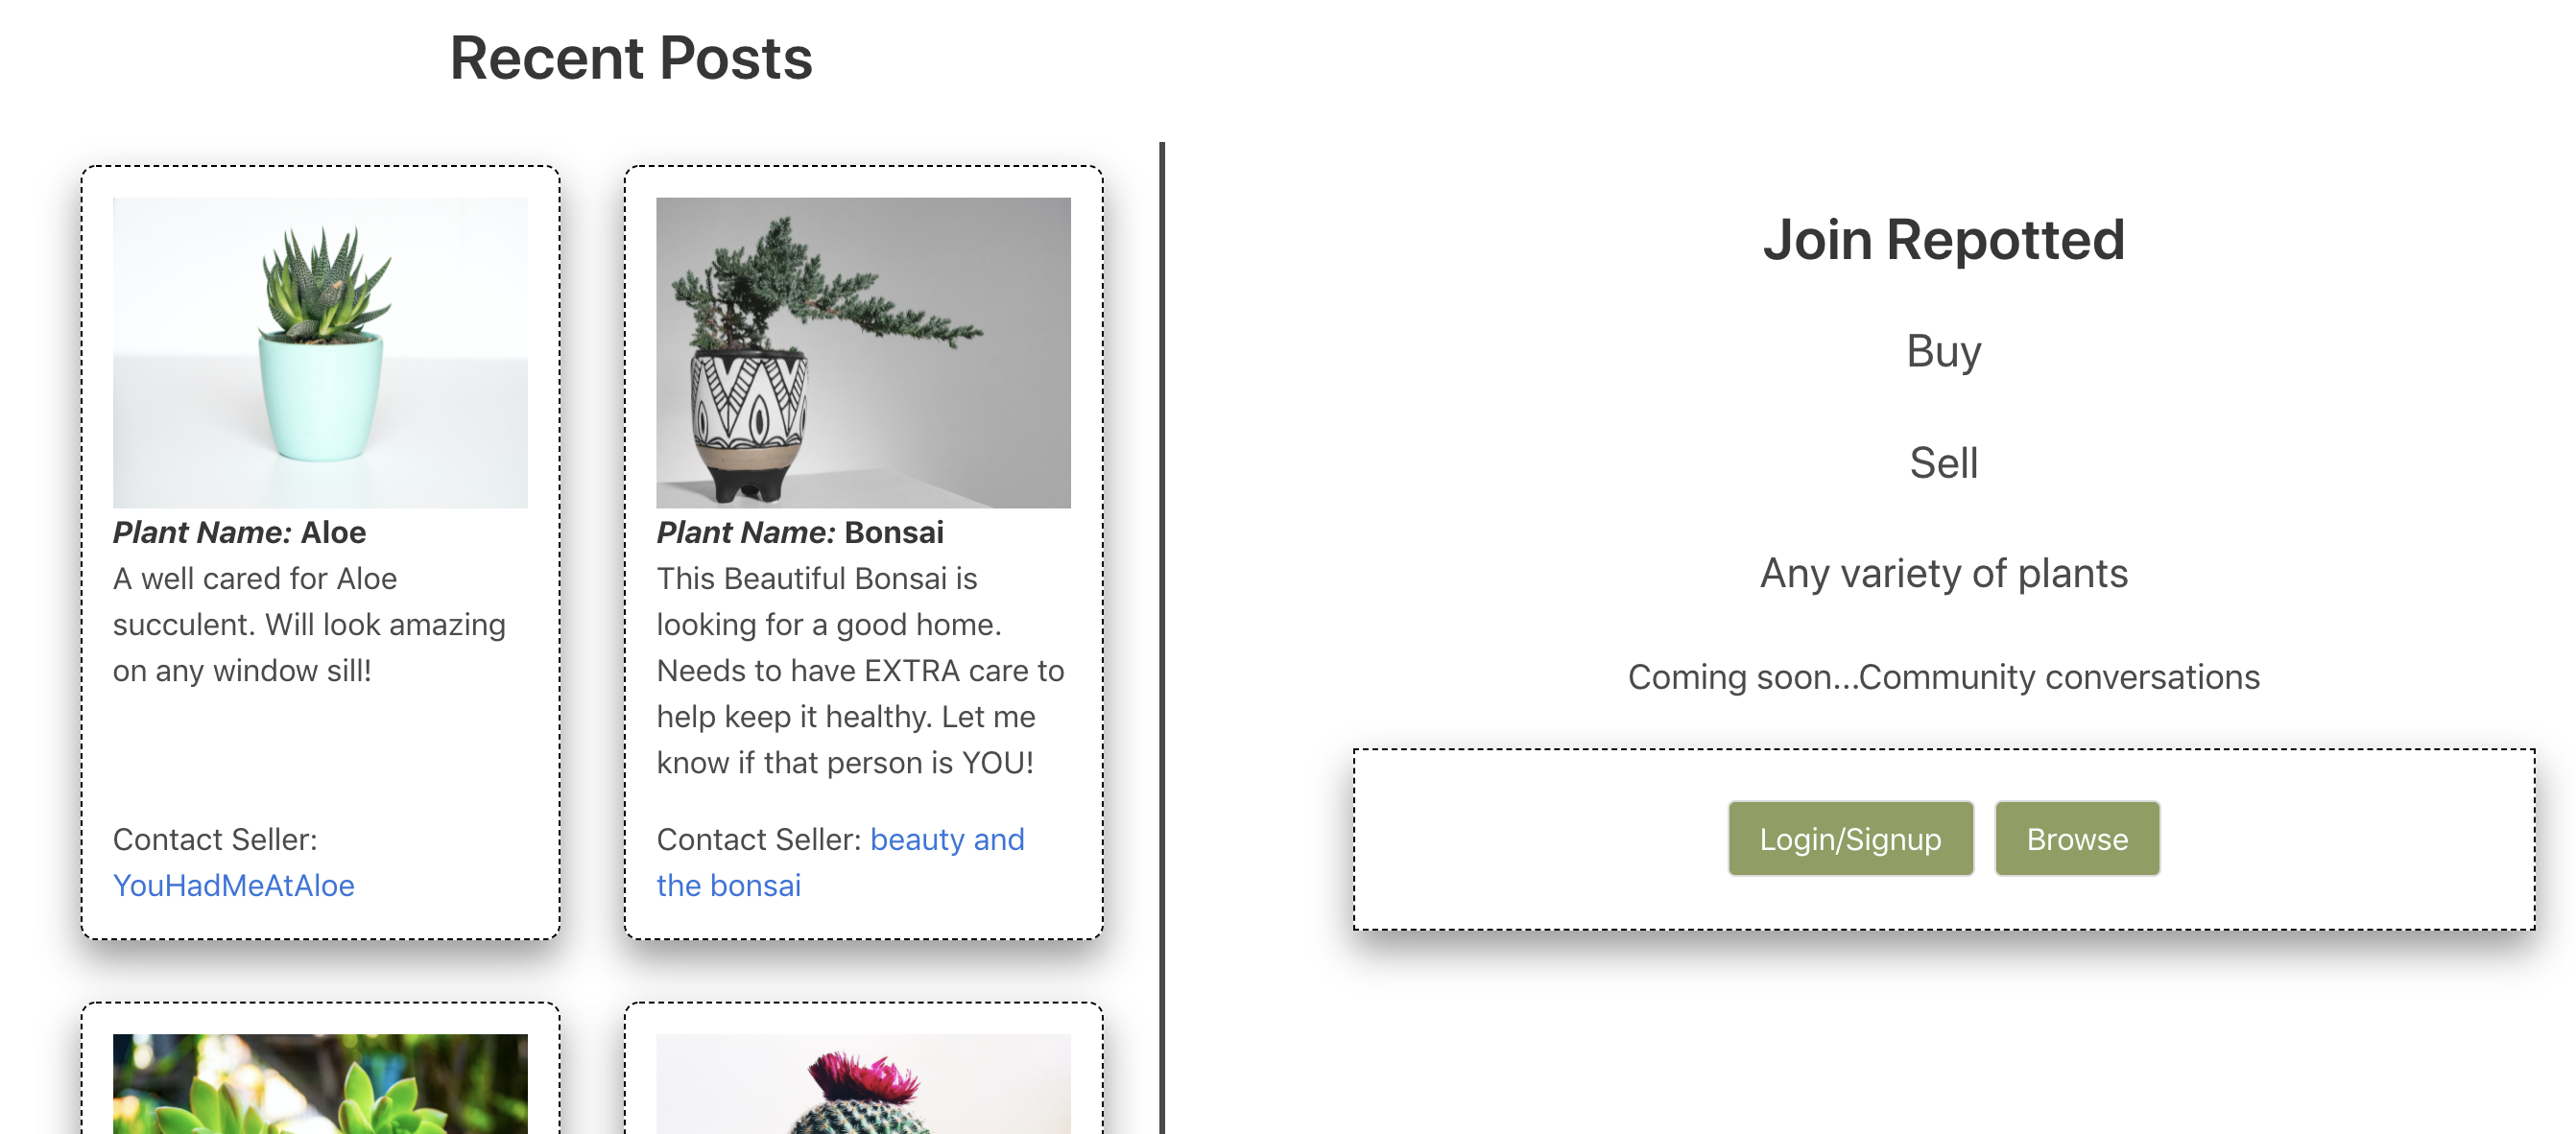 Recent Posts
Plant Name: Aloe
A well cared for Aloe
succulent. Will look amazing
on any window sill!
Contact Seller:
YouHadMeAtAloe
Plant Name: Bonsai
This Beautiful Bonsai is
looking for a good home.
Needs to have EXTRA care to
help keep it healthy. Let me
know if that person is YOU!
Contact Seller: beauty and
the bonsai
Join Repotted
Buy
Sell
Any variety of plants
Coming soon...Community conversations
Login/Signup
Browse